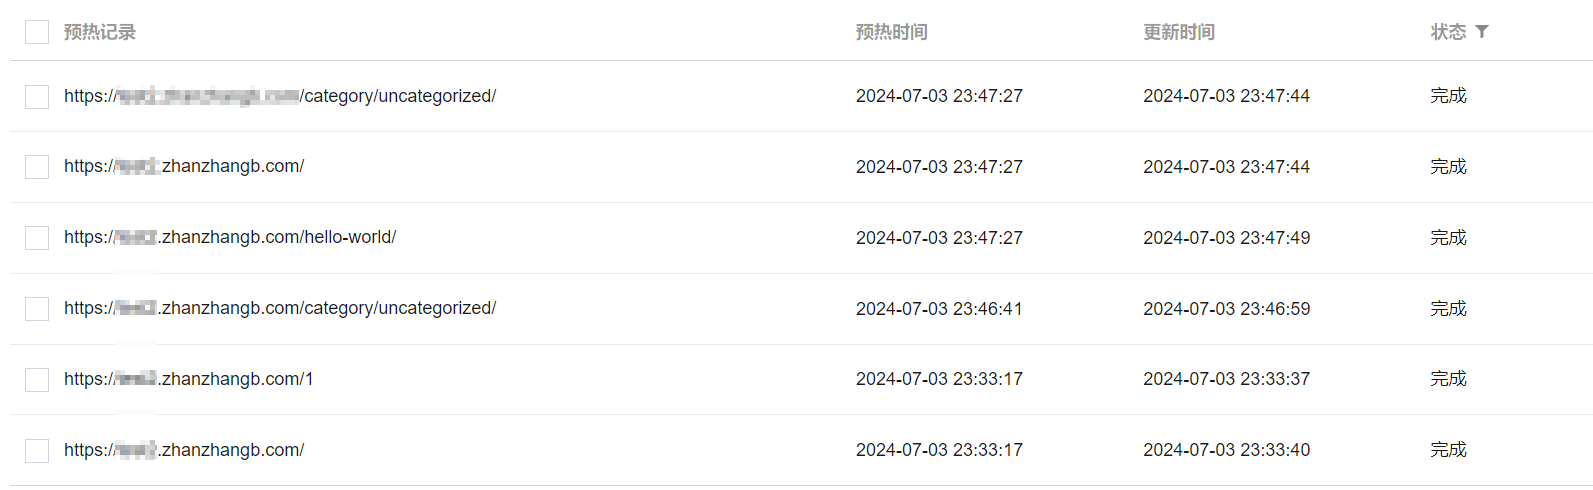 预热记录 预热时间 更新时间 状态
https:// /category/uncategorized/ 2024-07-03 23:47:27 2024-07-03 23:47:44 完成
https:// .zhanzhangb.com/ 2024-07-03 23:47:27 2024-07-03 23:47:44 完成
https:// .zhanzhangb.com/hello-world/ 2024-07-03 23:47:27 2024-07-03 23:47:49 完成
https:// .zhanzhangb.com/category/uncategorized/ 2024-07-03 23:46:41 2024-07-03 23:46:59 完成
https:// .zhanzhangb.com/1 2024-07-03 23:33:17 2024-07-03 23:33:37 完成
https:// .zhanzhangb.com/ 2024-07-03 23:33:17 2024-07-03 23:33:40 完成